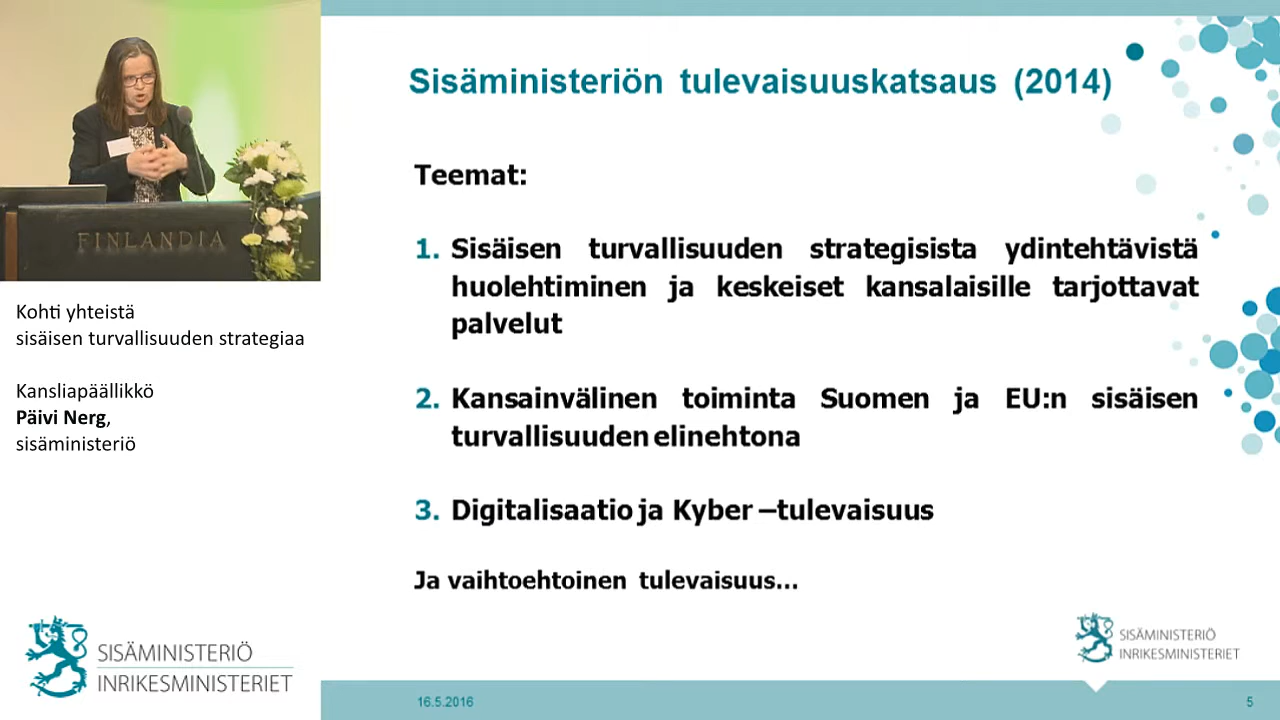 FINLANDIA
Kohti yhteistä
sisäisen turvallisuuden strategiaa
Kansliapäällikkö
Päivi Nerg,
sisäministeriö
SISÄMINISTERIÖ
INRIKESMINISTERIET
Sisäministeriön tulevaisuuskatsaus (2014)
Teemat:
1. Sisäisen turvallisuuden strategisista ydintehtävistä
huolehtiminen ja keskeiset kansalaisille tarjottavat
palvelut
2. Kansainvälinen toiminta Suomen ja EU:n sisäisen
turvallisuuden elinehtona
3. Digitalisaatio ja Kyber –tulevaisuus
Ja vaihtoehtoinen tulevaisuus...
SISÄMINISTERIÖ
INRIKESMINISTERIET
16.5.2016
5